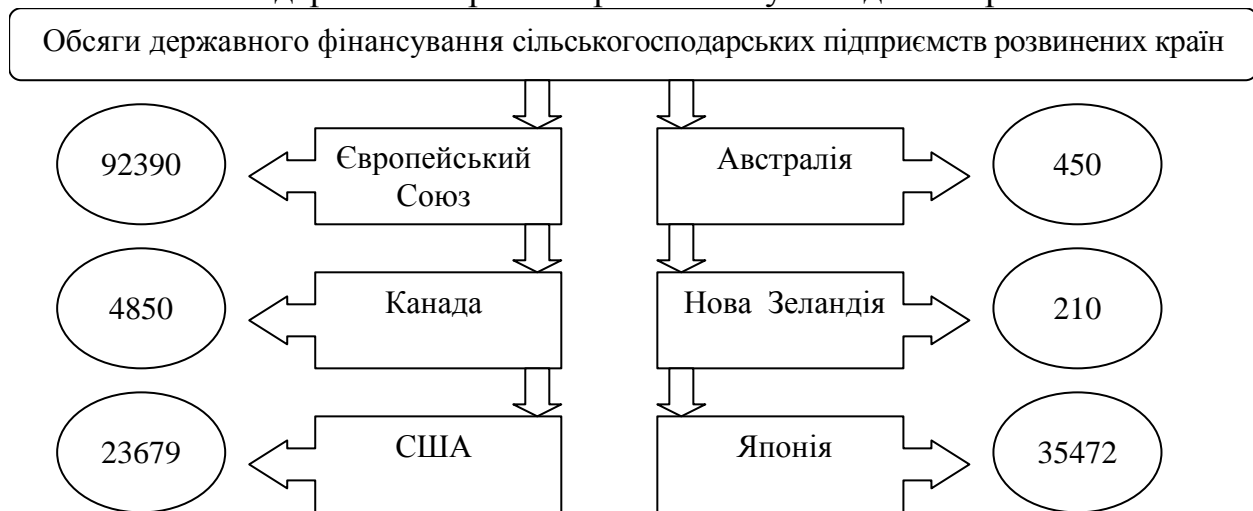 Обсяги державного фінансування сільськогосподарських підприємств розвинених країн
92390
Європейський
Союз
Австралія
450
4850
Канада
Нова Зеландія
210
23679
США
Японія
35472